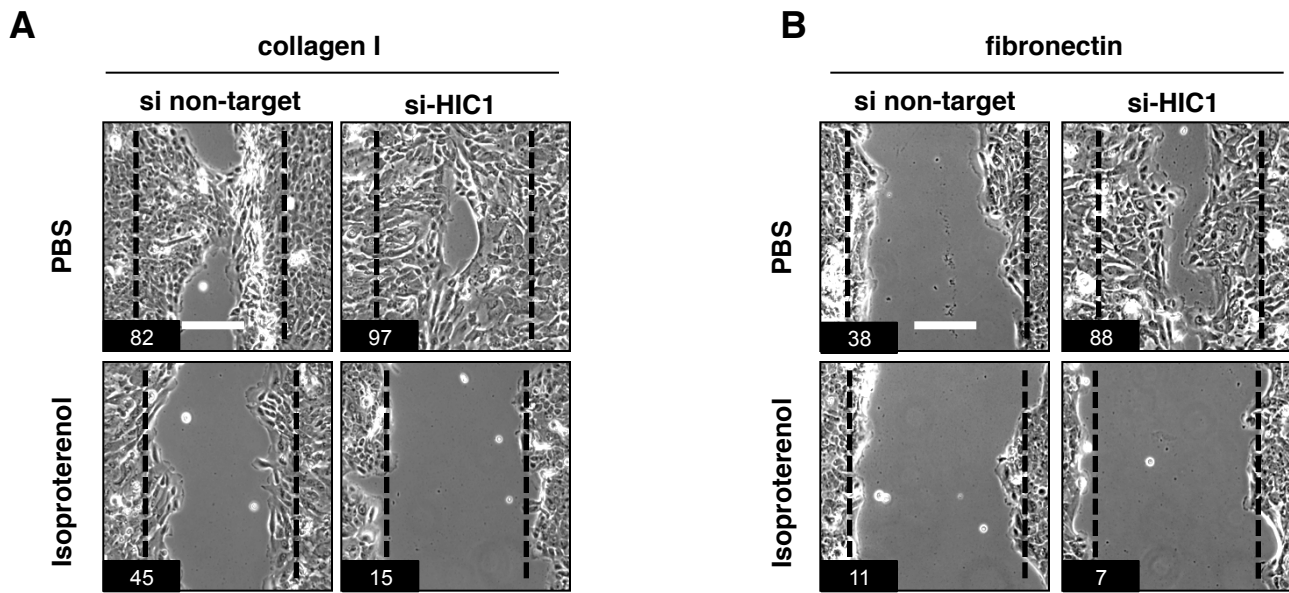 A
collagen I
si non-target
si-HIC1
PBS
82
97
Isoproterenol
45
15
B
fibronectin
si non-target
si-HIC1
PBS
38
88
Isoproterenol
11
7